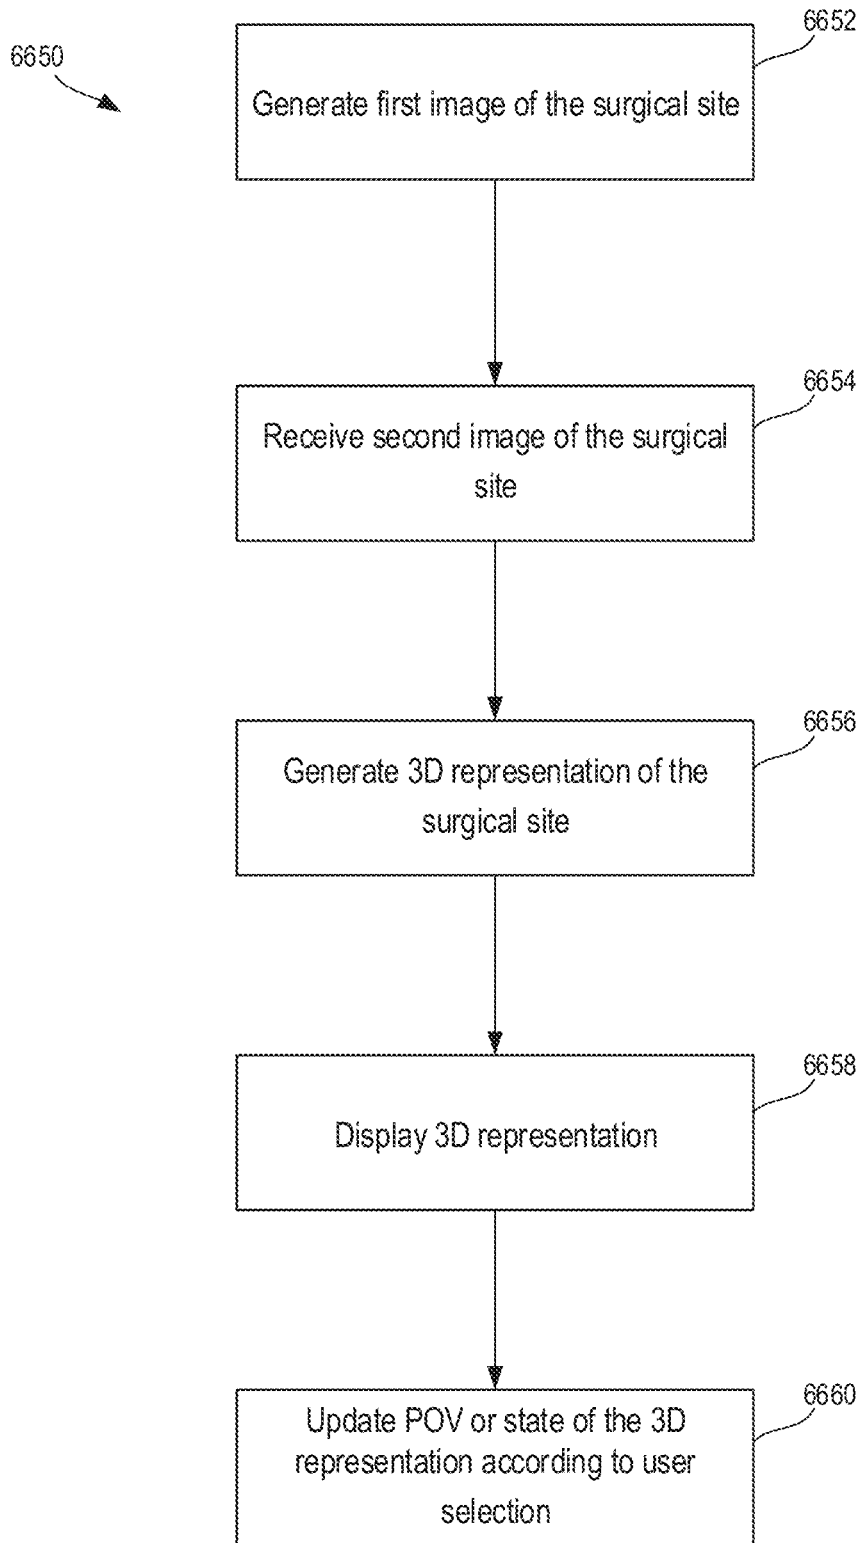 6650
6652
Generate first image of the surgical site
6654
Receive second image of the surgical
site
6656
Generate 3D representation of the
surgical site
6658
Display 3D representation
6660
Update POV or state of the 3D
representation according to user
selection